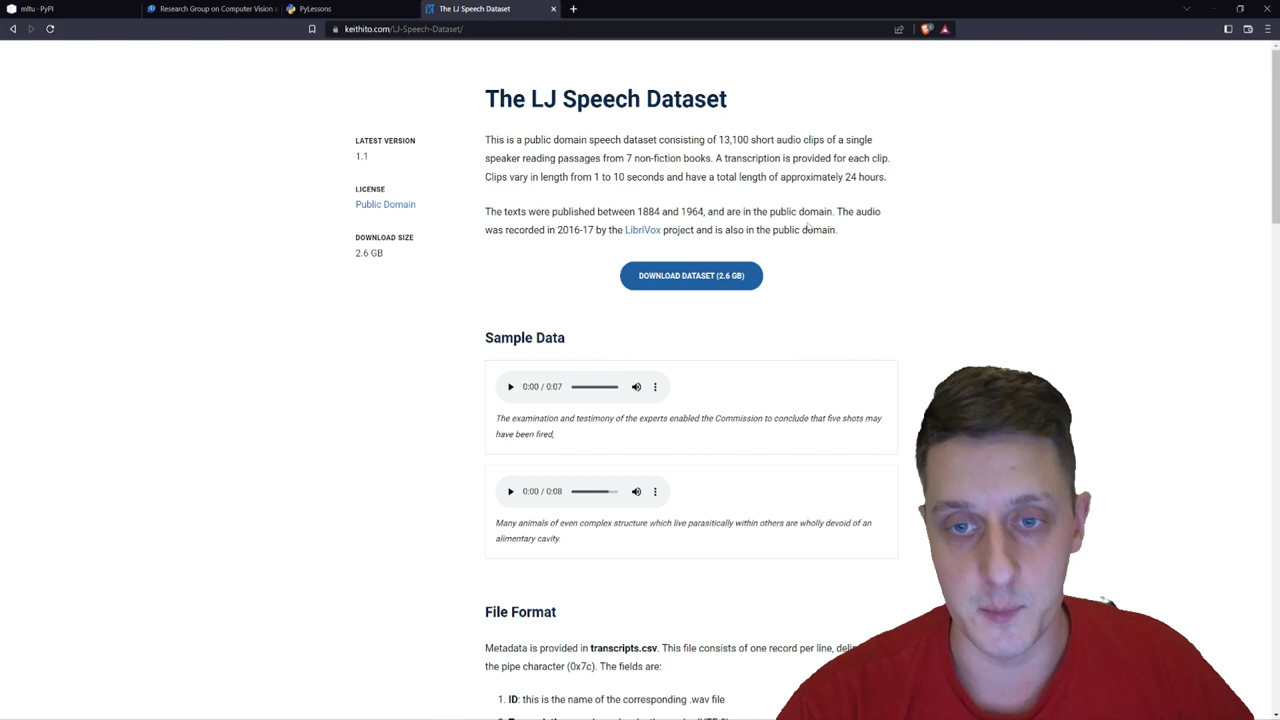 mltu · PyPI
Research Group on Computer Vision
PyLessons
The LJ Speech Dataset
keithito.com/LJ-Speech-Dataset/
The LJ Speech Dataset
LATEST VERSION
1.1
LICENSE
Public Domain
DOWNLOAD SIZE
2.6 GB
This is a public domain speech dataset consisting of 13,100 short audio clips of a single
speaker reading passages from 7 non-fiction books. A transcription is provided for each clip.
Clips vary in length from 1 to 10 seconds and have a total length of approximately 24 hours.
The texts were published between 1884 and 1964, and are in the public domain. The audio
was recorded in 2016-17 by the LibriVox project and is also in the public domain.
DOWNLOAD DATASET (2.6 GB)
Sample Data
0:00 / 0:07
The examination and testimony of the experts enabled the Commission to conclude that five shots may
have been fired,
0:00 / 0:08
Many animals of even complex structure which live parasitically within others are wholly devoid of an
alimentary cavity.
File Format
Metadata is provided in transcripts.csv. This file consists of one record per line,
the pipe character (0x7c). The fields are:
1. ID: this is the name of the corresponding .wav file